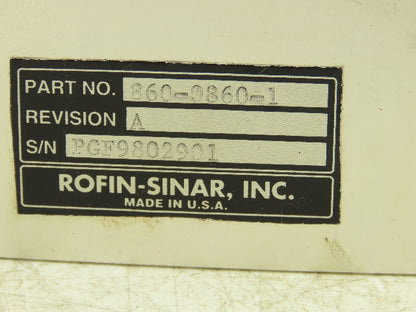 PART NO. 860-0860-1
REVISION A
S/N PGF9802901
ROFIN-SINAR, INC.
MADE IN U.S.A.